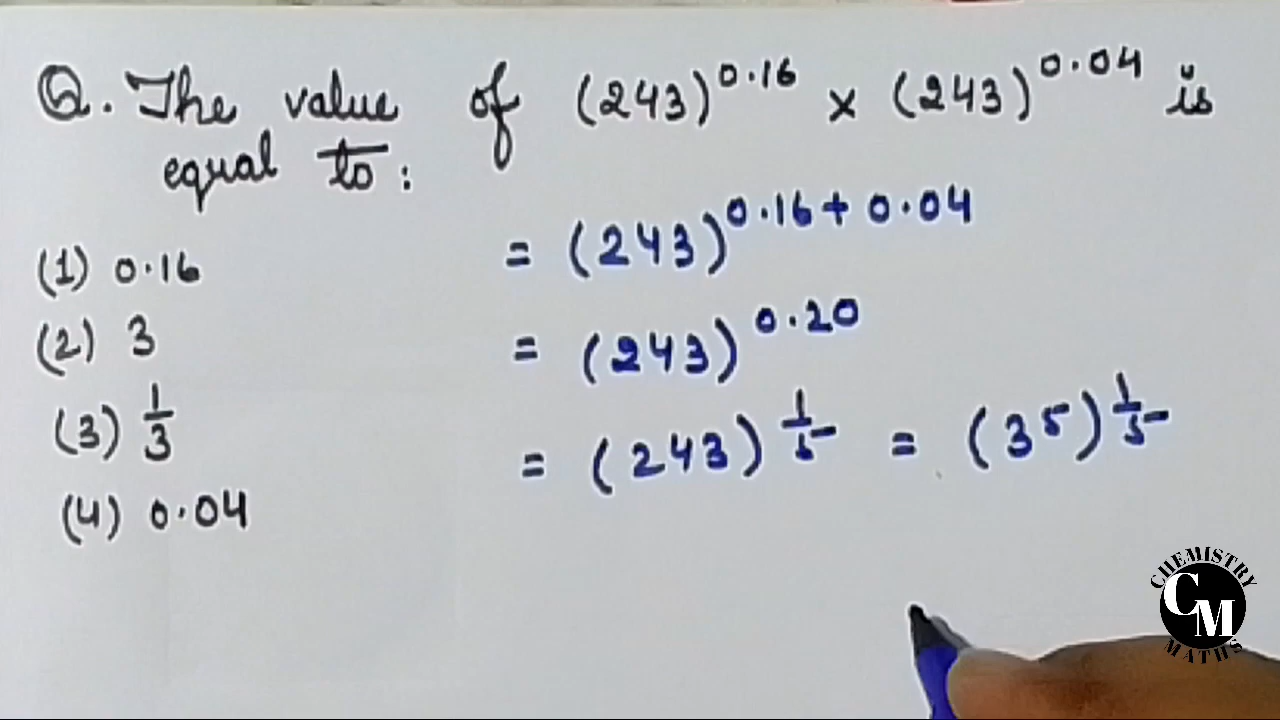 Q. The value of (243)^0.16 × (243)^0.04 is
equal to:
(1) 0.16
(2) 3
(3) 1/3
(4) 0.04
= (243)^0.16+0.04
= (243)^0.20
= (243)^1/5 = (3^5)^1/5
CHEMISTRY
CM
MATHS